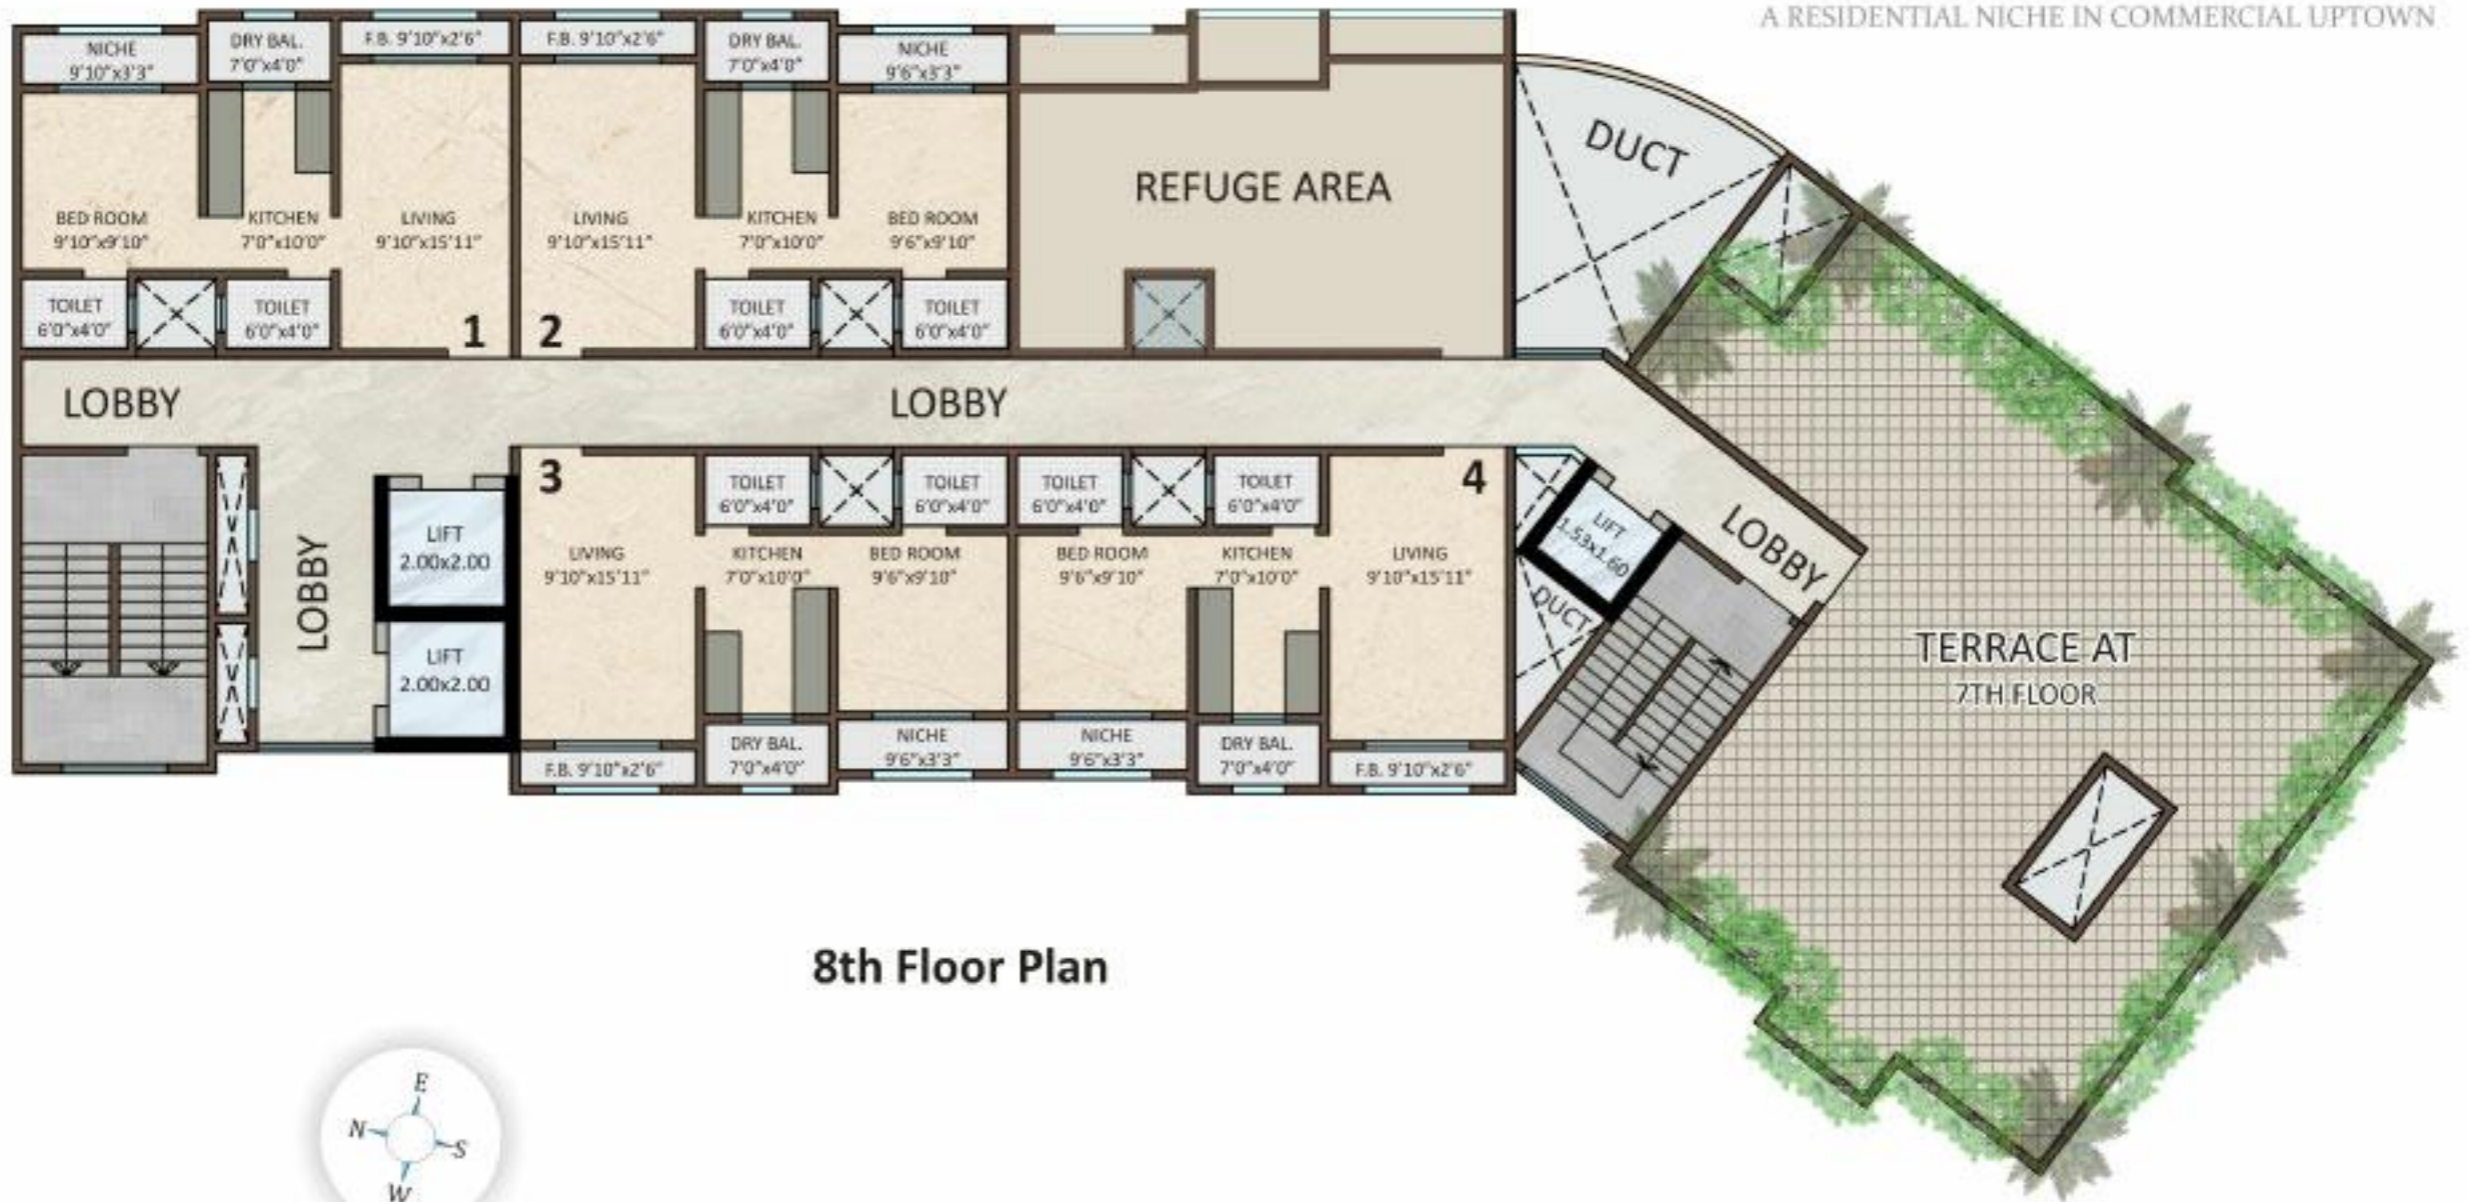 A RESIDENTIAL NICHE IN COMMERCIAL UPTOWN
NICHE
9'10"x3'3"
DRY BAL.
7'0"x4'0"
F.B. 9'10"x2'6"
F.B. 9'10"x2'6"
DRY BAL.
7'0"x4'0"
NICHE
9'6"x3'3"
BED ROOM
9'10"x9'10"
KITCHEN
7'0"x10'0"
LIVING
9'10"x15'11"
LIVING
9'10"x15'11"
KITCHEN
7'0"x10'0"
BED ROOM
9'6"x9'10"
REFUGE AREA
DUCT
TOILET
6'0"x4'0"
TOILET
6'0"x4'0"
1
2
TOILET
6'0"x4'0"
TOILET
6'0"x4'0"
LOBBY
LOBBY
LOBBY
LIFT
2.00x2.00
LIFT
2.00x2.00
3
TOILET
6'0"x4'0"
TOILET
6'0"x4'0"
TOILET
6'0"x4'0"
TOILET
6'0"x4'0"
4
LIVING
9'10"x15'11"
KITCHEN
7'0"x10'0"
BED ROOM
9'6"x9'10"
BED ROOM
9'6"x9'10"
KITCHEN
7'0"x10'0"
LIVING
9'10"x15'11"
LIFT
1.53x1.60
LOBBY
DUCT
F.B. 9'10"x2'6"
DRY BAL.
7'0"x4'0"
NICHE
9'6"x3'3"
NICHE
9'6"x3'3"
DRY BAL.
7'0"x4'0"
F.B. 9'10"x2'6"
TERRACE AT
7TH FLOOR
8th Floor Plan
E
N
S
W